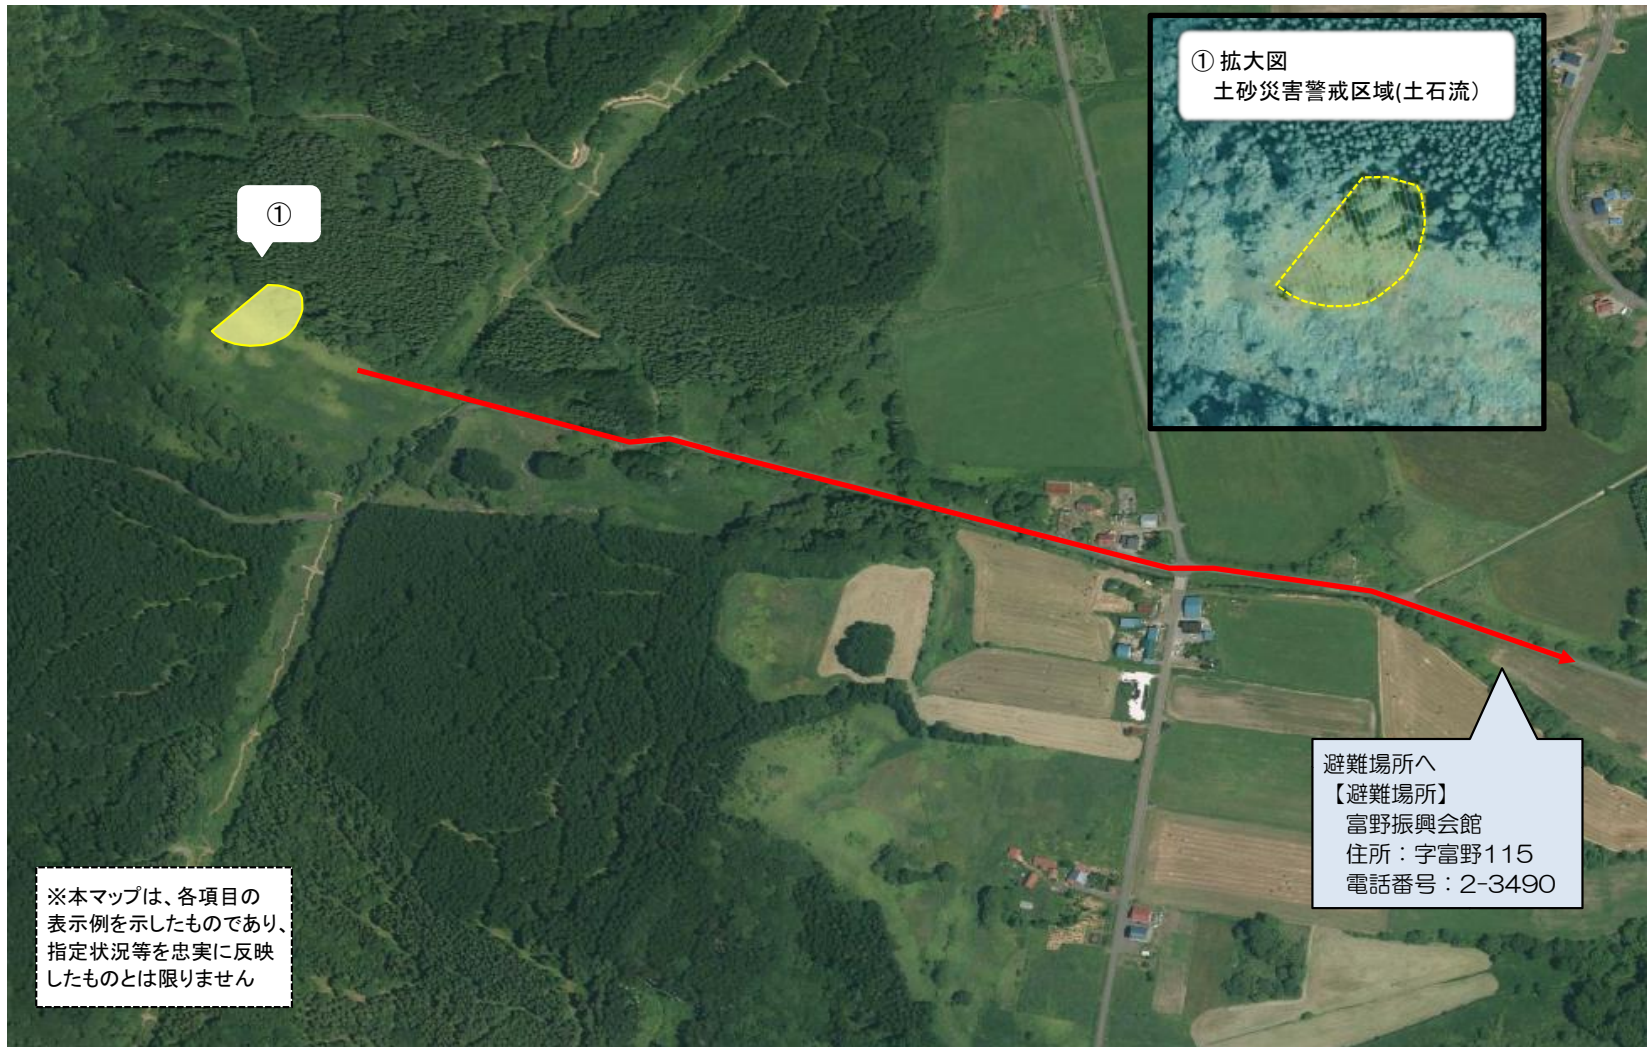 ① 拡大図
土砂災害警戒区域(土石流)
①
避難場所へ
【避難場所】
富野振興会館
住所：字富野115
電話番号：2-3490
※本マップは、各項目の
表示例を示したものであり、
指定状況等を忠実に反映
したものとは限りません